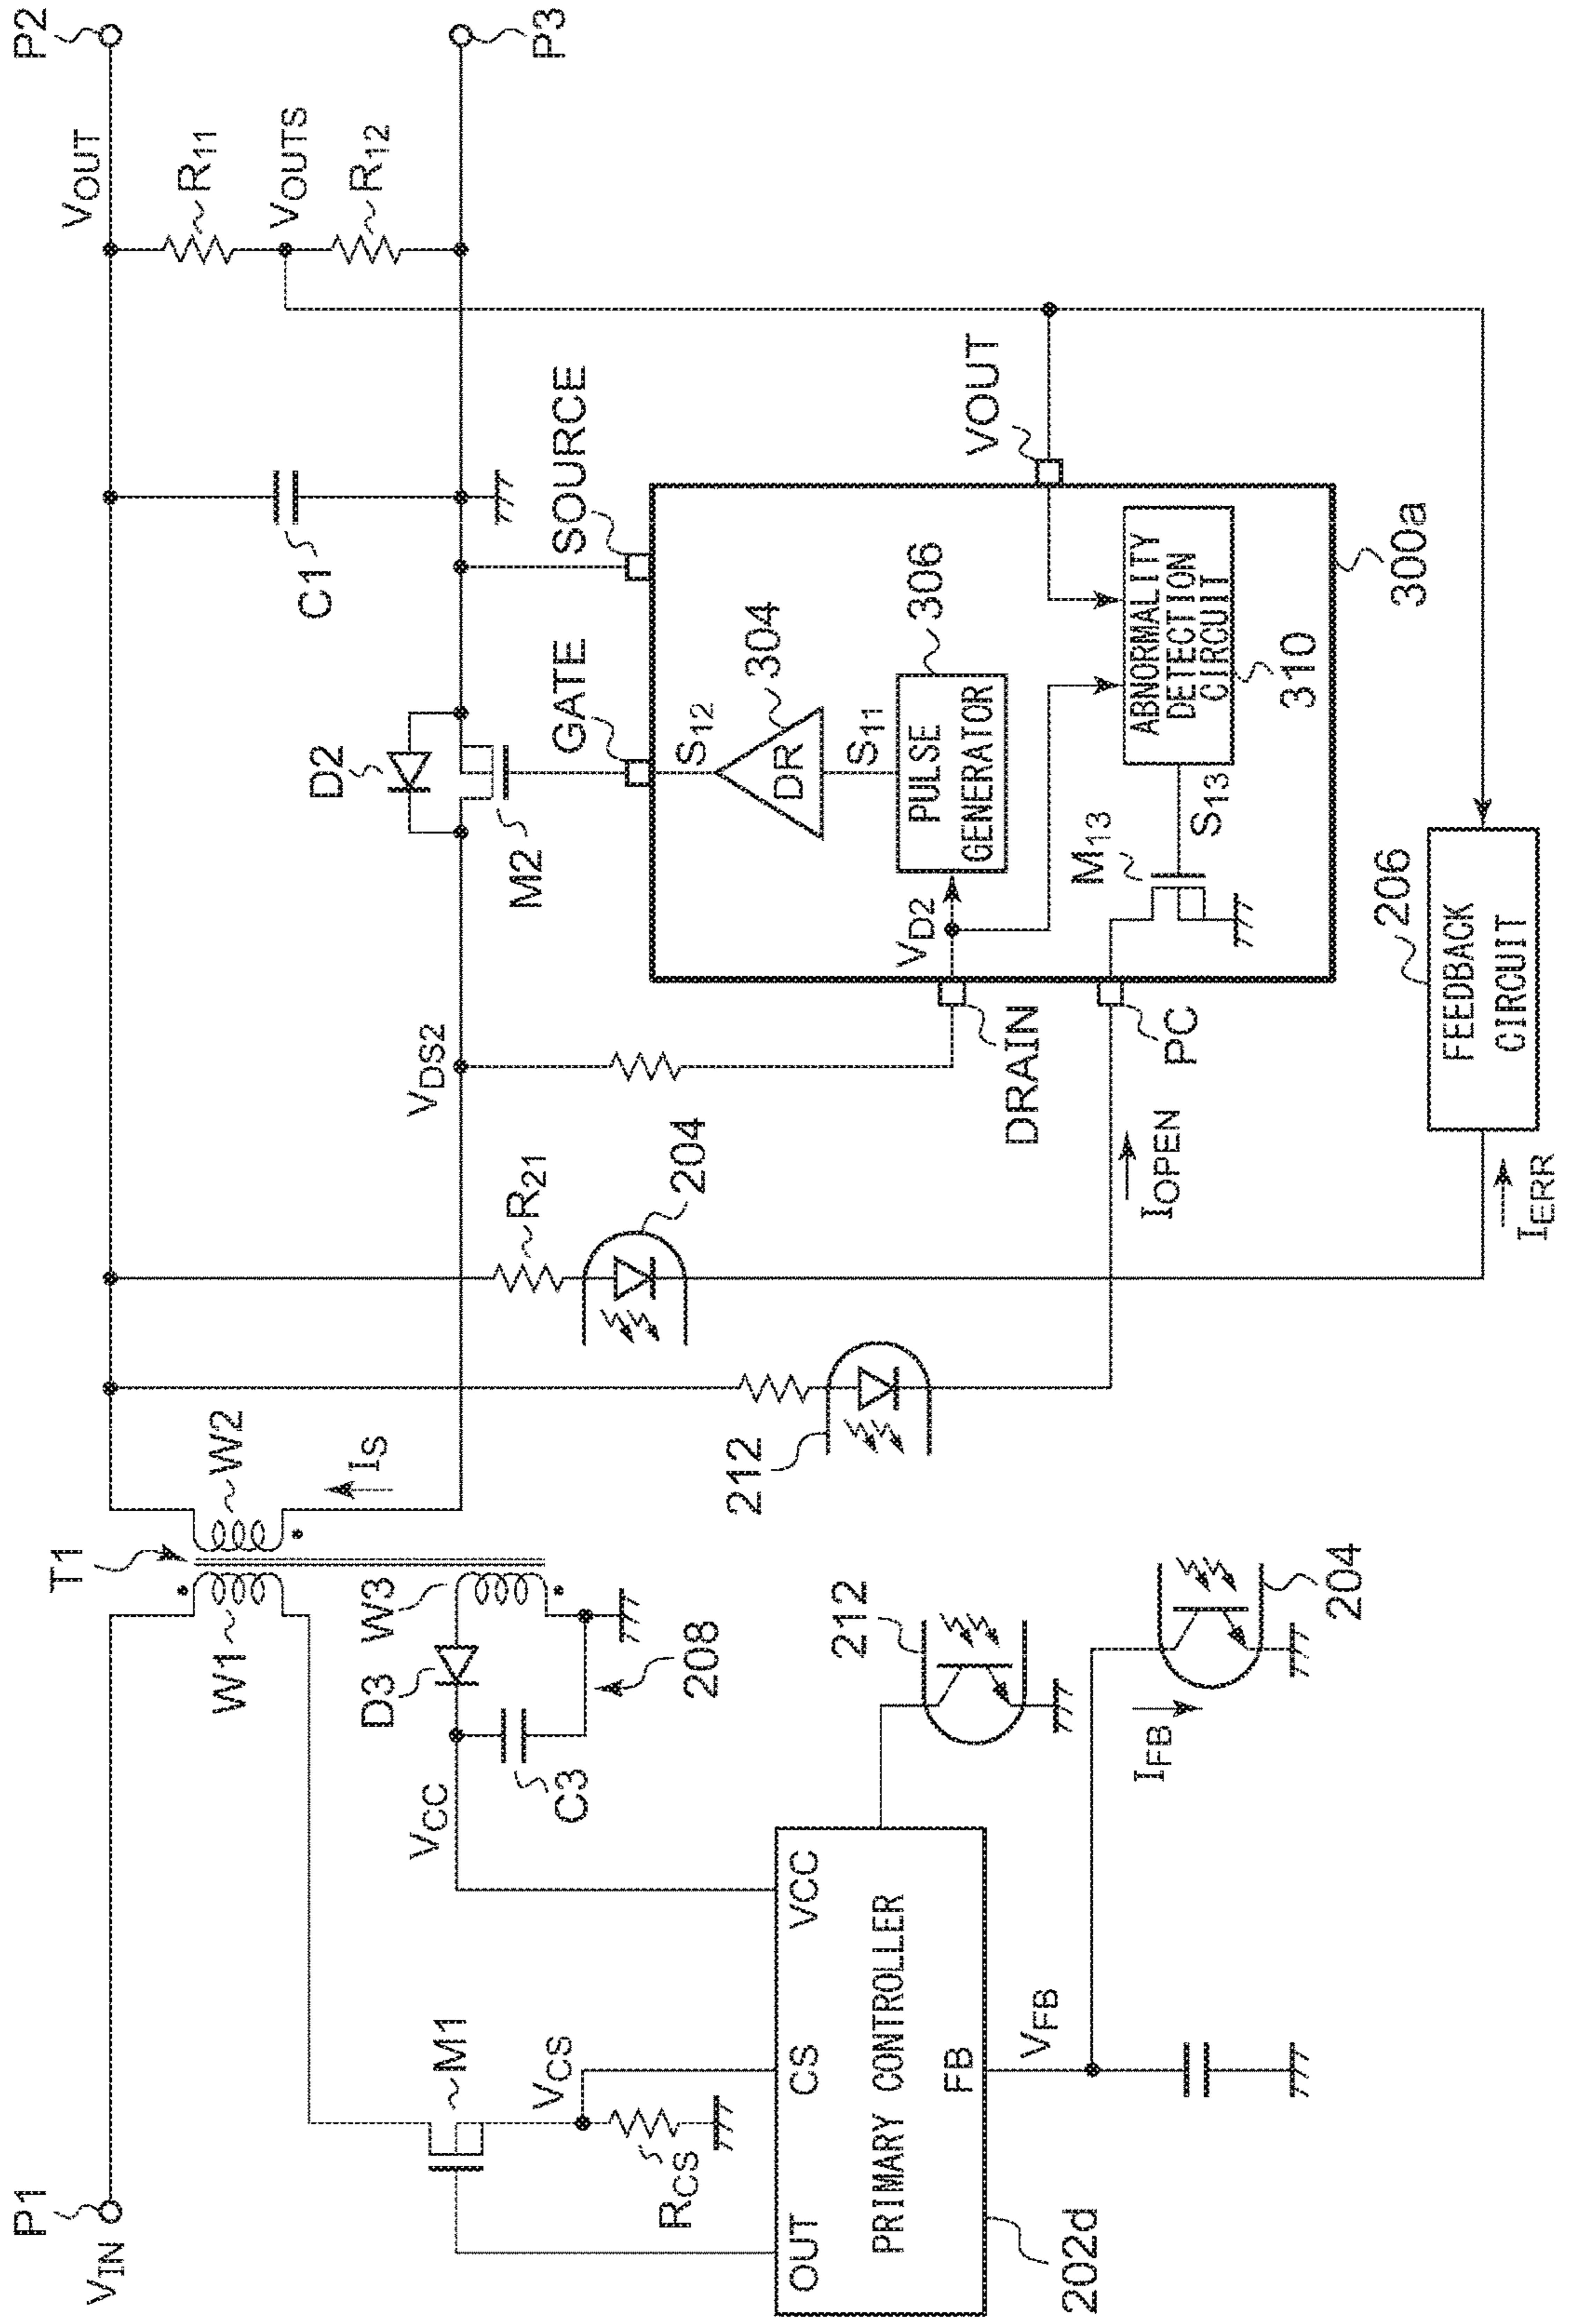 P1
VIN
T1
W1
W2
IS
VOUT
P2
R11
VOUTS
R12
P3
C1
D2
M2
VDS2
W3
D3
VCC
C3
208
M1
VCS
RCS
R21
204
212
GATE
SOURCE
S12
304
DR
S11
306
PULSE
GENERATOR
VD2
DRAIN
VOUT
ABNORMALITY
DETECTION
CIRCUIT
310
M13
S13
PC
IOPEN
300a
OUT
CS
VCC
PRIMARY CONTROLLER
FB
202d
VFB
212
IFB
204
206
FEEDBACK
CIRCUIT
IERR